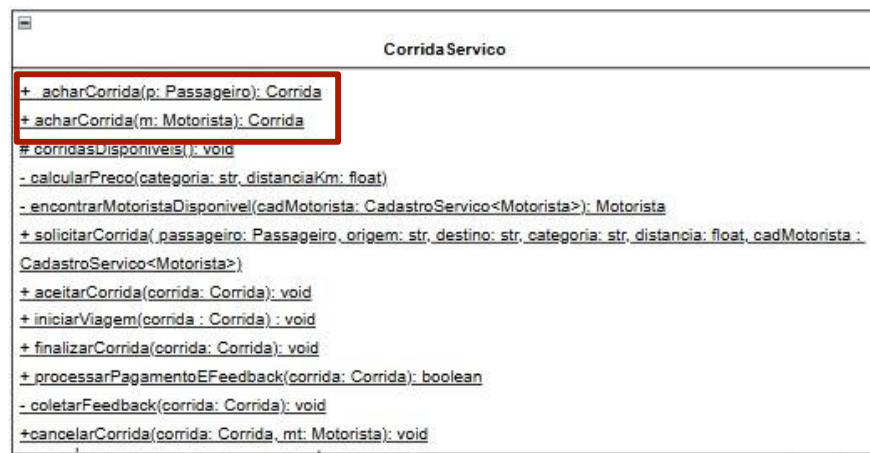 CorridaServico
+ acharCorrida(p: Passageiro): Corrida
+ acharCorrida(m: Motorista): Corrida
# corridasDisponiveis(): void
- calcularPreco(categoria: str, distanciaKm: float)
- encontrarMotoristaDisponivel(cadMotorista: CadastroServico<Motorista>): Motorista
+ solicitarCorrida( passageiro: Passageiro, origem: str, destino: str, categoria: str, distancia: float, cadMotorista :
CadastroServico<Motorista>)
+ aceitarCorrida(corrida: Corrida): void
+ iniciarViagem(corrida : Corrida) : void
+ finalizarCorrida(corrida: Corrida): void
+ processarPagamentoEFeedback(corrida: Corrida): boolean
- coletarFeedback(corrida: Corrida): void
+cancelarCorrida(corrida: Corrida, mt: Motorista): void